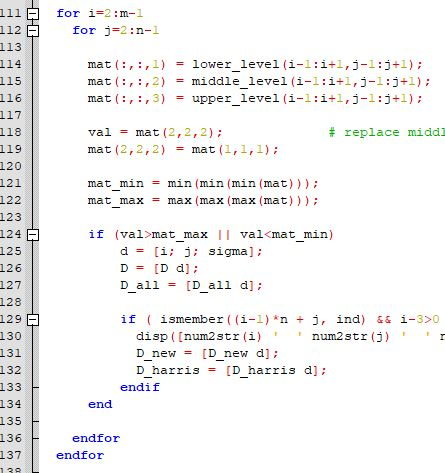 111 for i=2:m-1
112 for j=2:n-1
113
114 mat(:,:,1) = lower_level(i-1:i+1,j-1:j+1);
115 mat(:,:,2) = middle_level(i-1:i+1,j-1:j+1);
116 mat(:,:,3) = upper_level(i-1:i+1,j-1:j+1);
117
118 val = mat(2,2,2); # replace middl
119 mat(2,2,2) = mat(1,1,1);
120
121 mat_min = min(min(min(mat)));
122 mat_max = max(max(max(mat)));
123
124 if (val>mat_max || val<mat_min)
125 d = [i; j; sigma];
126 D = [D d];
127 D_all = [D_all d];
128
129 if ( ismember((i-1)*n + j, ind) && i-3>0
130 disp([num2str(i) ' ' num2str(j) ' '
131 D_new = [D_new d];
132 D_harris = [D_harris d];
133 endif
134 end
135
136 endfor
137 endfor
138